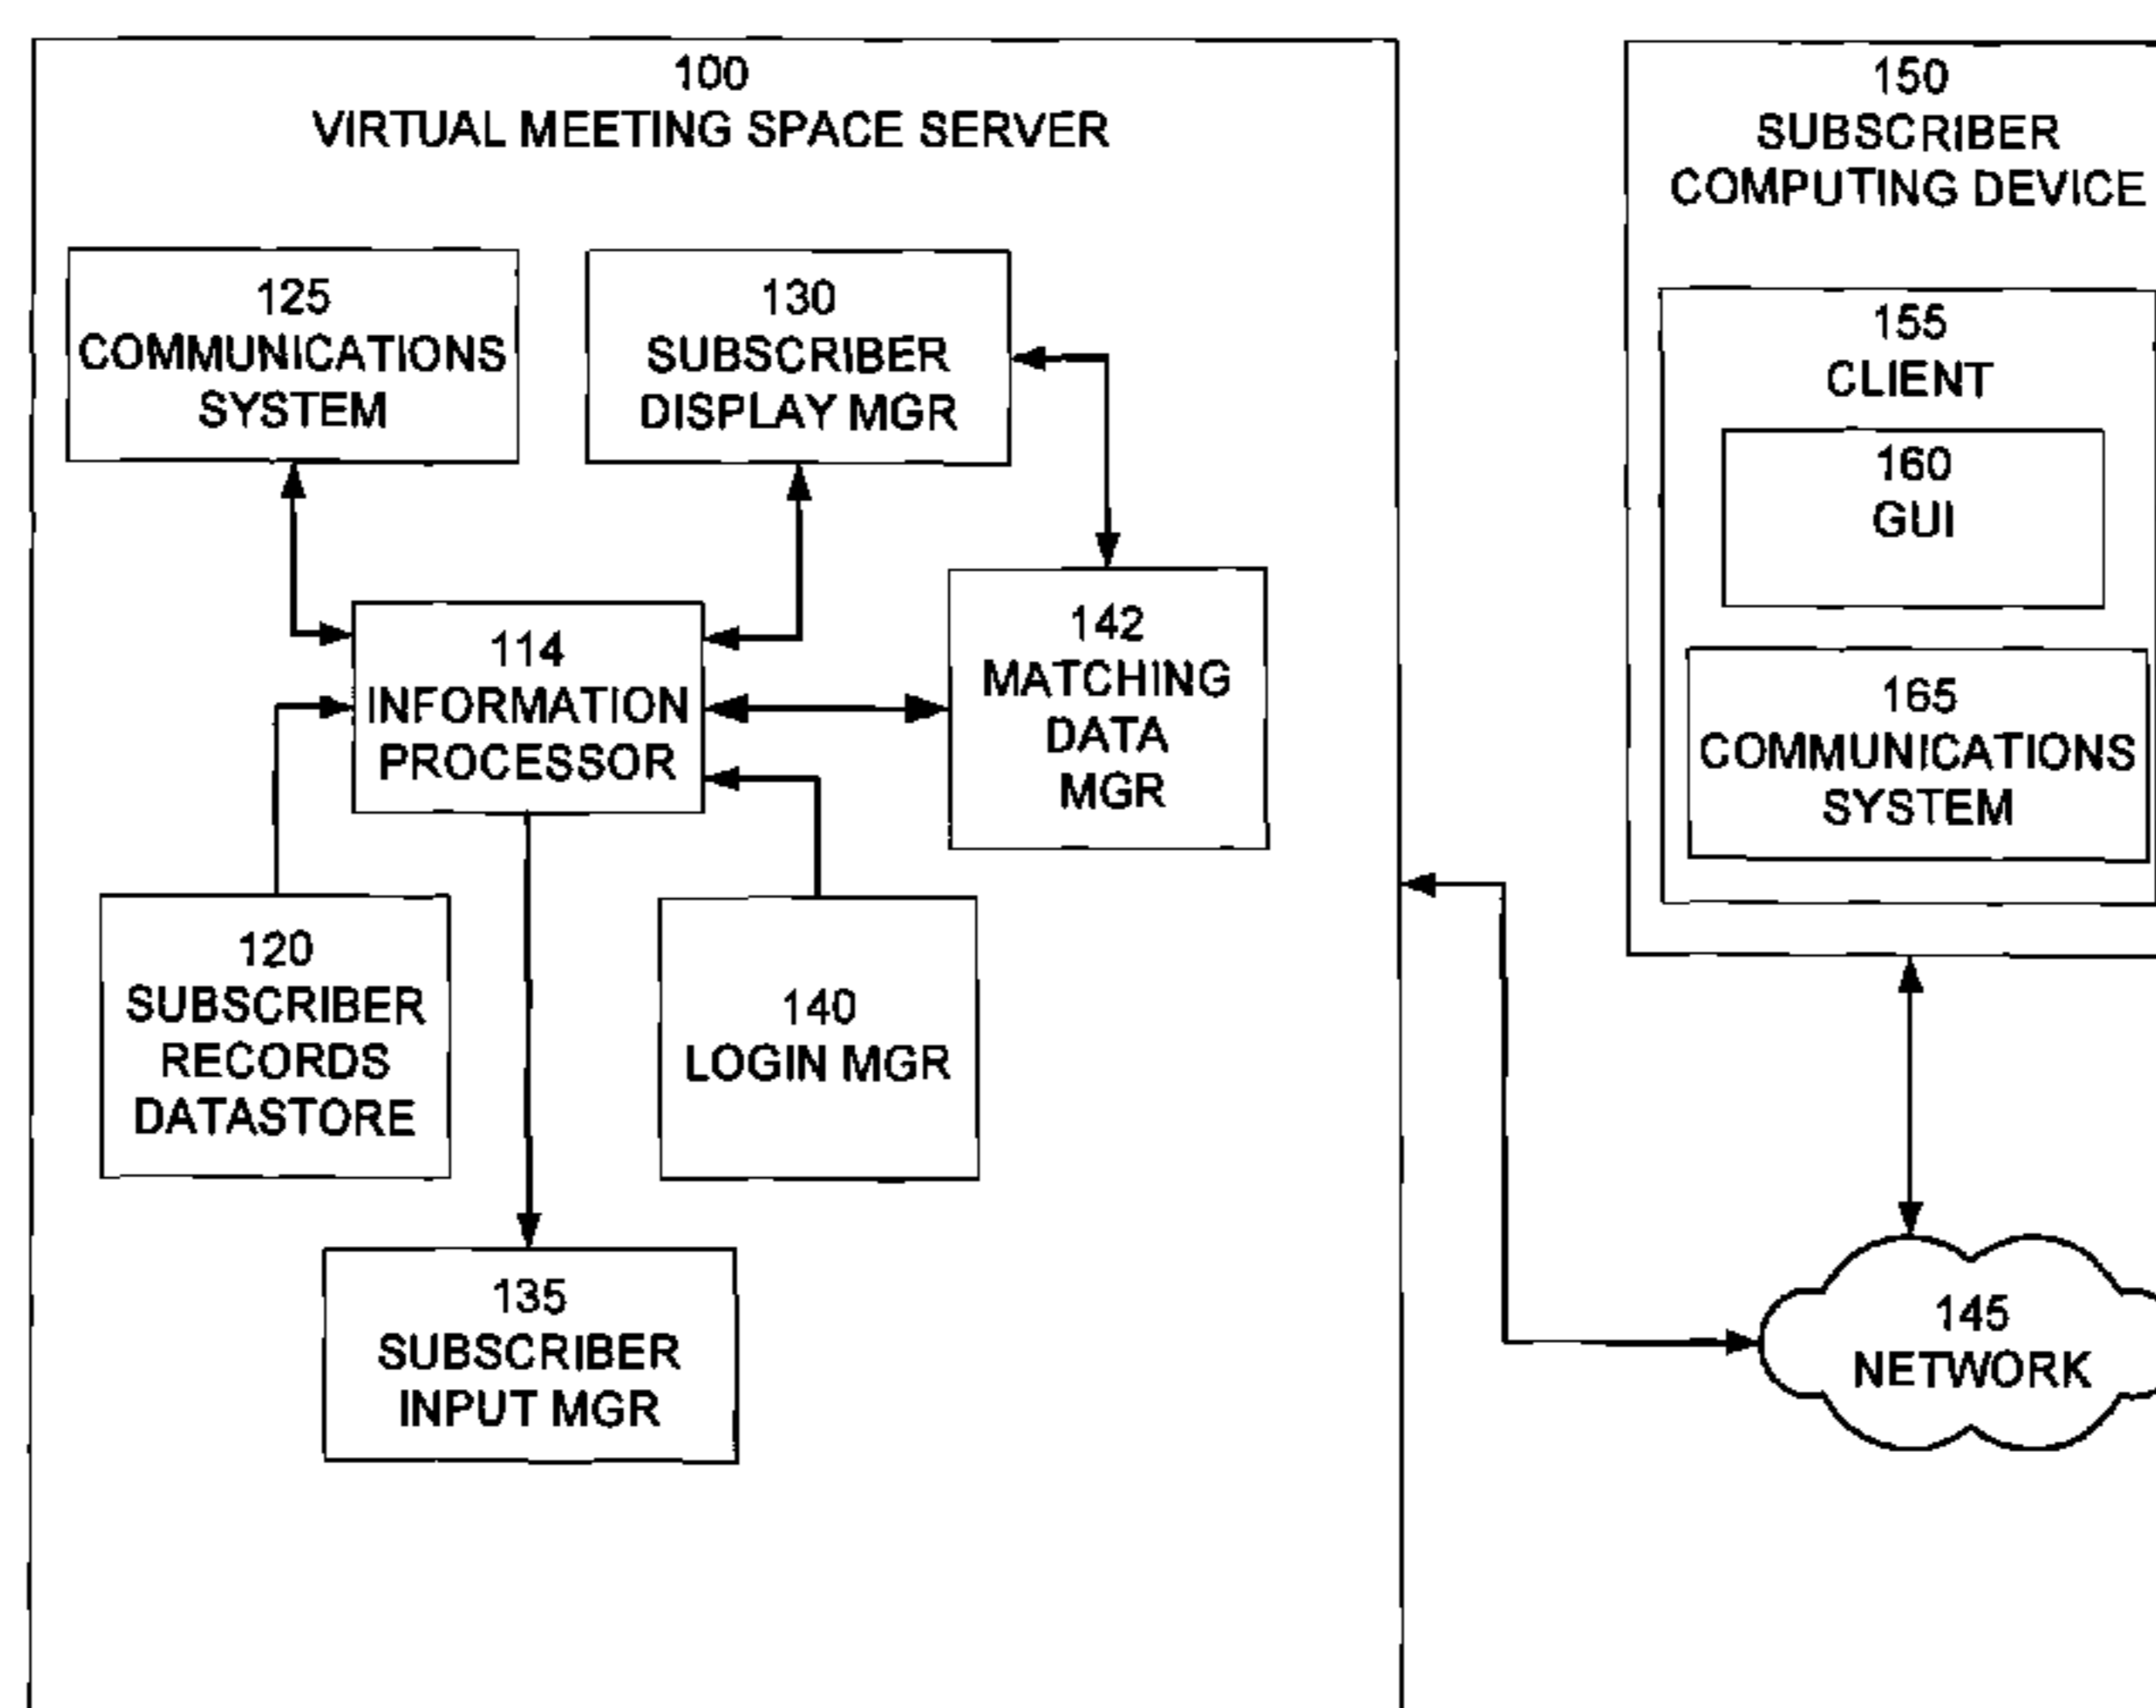 100
VIRTUAL MEETING SPACE SERVER
125
COMMUNICATIONS
SYSTEM
130
SUBSCRIBER
DISPLAY MGR
114
INFORMATION
PROCESSOR
142
MATCHING
DATA
MGR
120
SUBSCRIBER
RECORDS
DATASTORE
140
LOGIN MGR
135
SUBSCRIBER
INPUT MGR
150
SUBSCRIBER
COMPUTING DEVICE
155
CLIENT
160
GUI
165
COMMUNICATIONS
SYSTEM
145
NETWORK